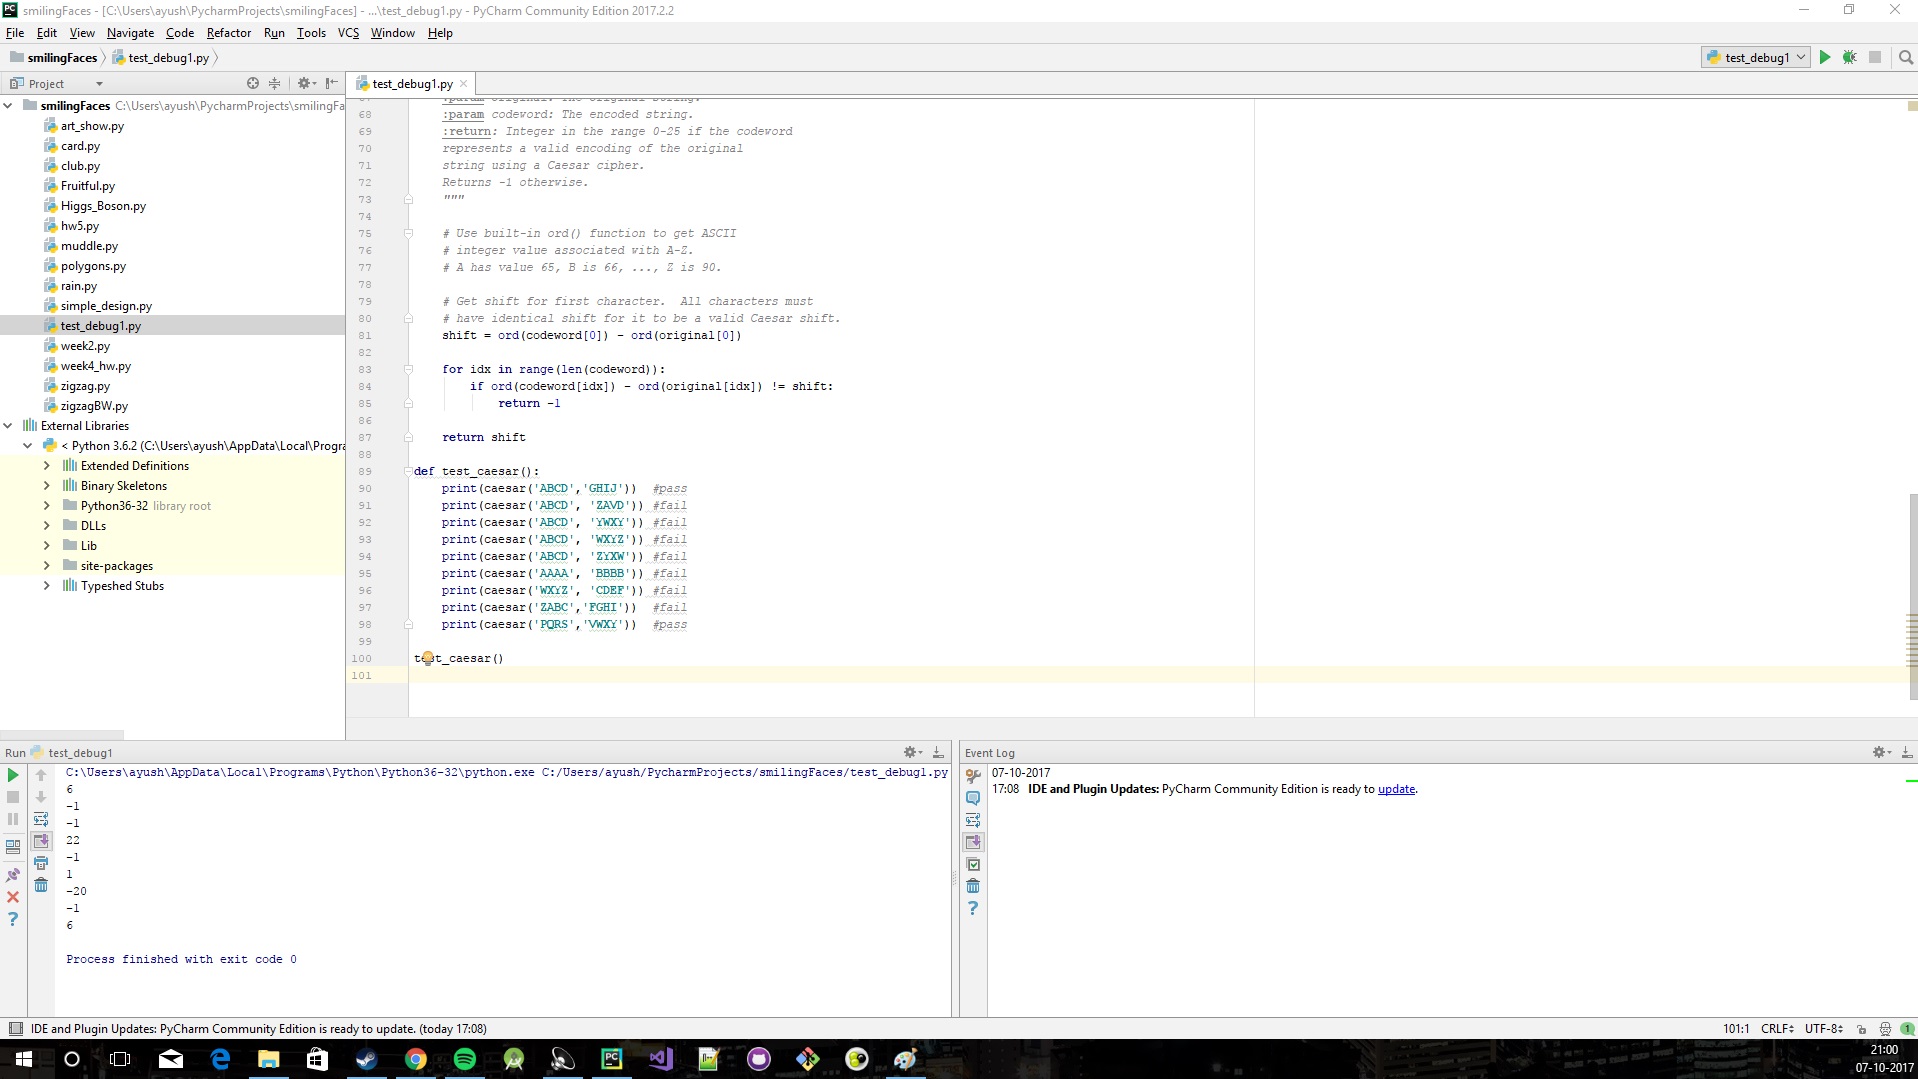 smilingFaces - [C:\Users\ayush\PycharmProjects\smilingFaces] - ...\test_debug1.py - PyCharm Community Edition 2017.2.2
File Edit View Navigate Code Refactor Run Tools VCS Window Help
smilingFaces test_debug1.py test_debug1
Project
test_debug1.py
smilingFaces C:\Users\ayush\PycharmProjects\smilingFa
art_show.py
card.py
club.py
Fruitful.py
Higgs_Boson.py
hw5.py
muddle.py
polygons.py
rain.py
simple_design.py
test_debug1.py
week2.py
week4_hw.py
zigzag.py
zigzagBW.py
External Libraries
< Python 3.6.2 (C:\Users\ayush\AppData\Local\Progra
Extended Definitions
Binary Skeletons
Python36-32 library root
DLLs
Lib
site-packages
Typeshed Stubs
67 :param original: The original string.
68 :param codeword: The encoded string.
69 :return: Integer in the range 0-25 if the codeword
70 represents a valid encoding of the original
71 string using a Caesar cipher.
72 Returns -1 otherwise.
73 """
74
75 # Use built-in ord() function to get ASCII
76 # integer value associated with A-Z.
77 # A has value 65, B is 66, ..., Z is 90.
78
79 # Get shift for first character.  All characters must
80 # have identical shift for it to be a valid Caesar shift.
81 shift = ord(codeword[0]) - ord(original[0])
82
83 for idx in range(len(codeword)):
84 if ord(codeword[idx]) - ord(original[idx]) != shift:
85 return -1
86
87 return shift
88
89 def test_caesar():
90 print(caesar('ABCD','GHIJ'))  #pass
91 print(caesar('ABCD', 'ZAVD')) #fail
92 print(caesar('ABCD', 'YWXY')) #fail
93 print(caesar('ABCD', 'WXYZ')) #fail
94 print(caesar('ABCD', 'ZYXW')) #fail
95 print(caesar('AAAA', 'BBBB')) #fail
96 print(caesar('WXYZ', 'CDEF')) #fail
97 print(caesar('ZABC','FGHI'))  #fail
98 print(caesar('PQRS','VWXY'))  #pass
99
100 test_caesar()
101
Run test_debug1
C:\Users\ayush\AppData\Local\Programs\Python\Python36-32\python.exe C:/Users/ayush/PycharmProjects/smilingFaces/test_debug1.py
6
-1
-1
22
-1
1
-20
-1
6
Process finished with exit code 0
Event Log
07-10-2017
17:08 IDE and Plugin Updates: PyCharm Community Edition is ready to update.
IDE and Plugin Updates: PyCharm Community Edition is ready to update. (today 17:08)
101:1 CRLF UTF-8 1
21:00
07-10-2017